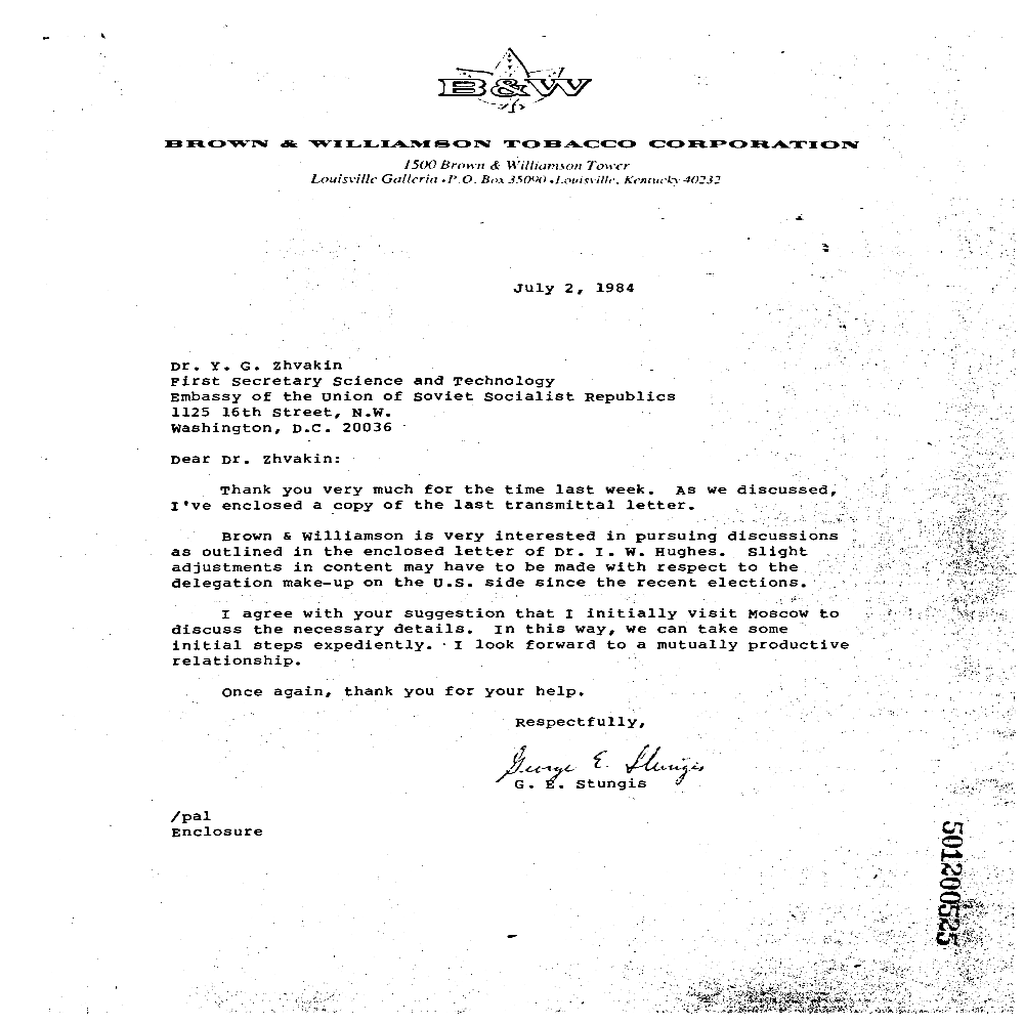 B&W
BROWN & WILLIAMSON TOBACCO CORPORATION
1500 Brown & Williamson Tower
Louisville Galleria • P.O. Box 35090 • Louisville, Kentucky 40232
July 2, 1984
Dr. Y. G. Zhvakin
First Secretary Science and Technology
Embassy of the Union of Soviet Socialist Republics
1125 16th Street, N.W.
Washington, D.C. 20036
Dear Dr. Zhvakin:
Thank you very much for the time last week. As we discussed,
I've enclosed a copy of the last transmittal letter.
Brown & Williamson is very interested in pursuing discussions
as outlined in the enclosed letter of Dr. I. W. Hughes. Slight
adjustments in content may have to be made with respect to the
delegation make-up on the U.S. side since the recent elections.
I agree with your suggestion that I initially visit Moscow to
discuss the necessary details. In this way, we can take some
initial steps expediently. I look forward to a mutually productive
relationship.
Once again, thank you for your help.
Respectfully,
George E. Stungis
G. E. Stungis
/pal
Enclosure
501200525